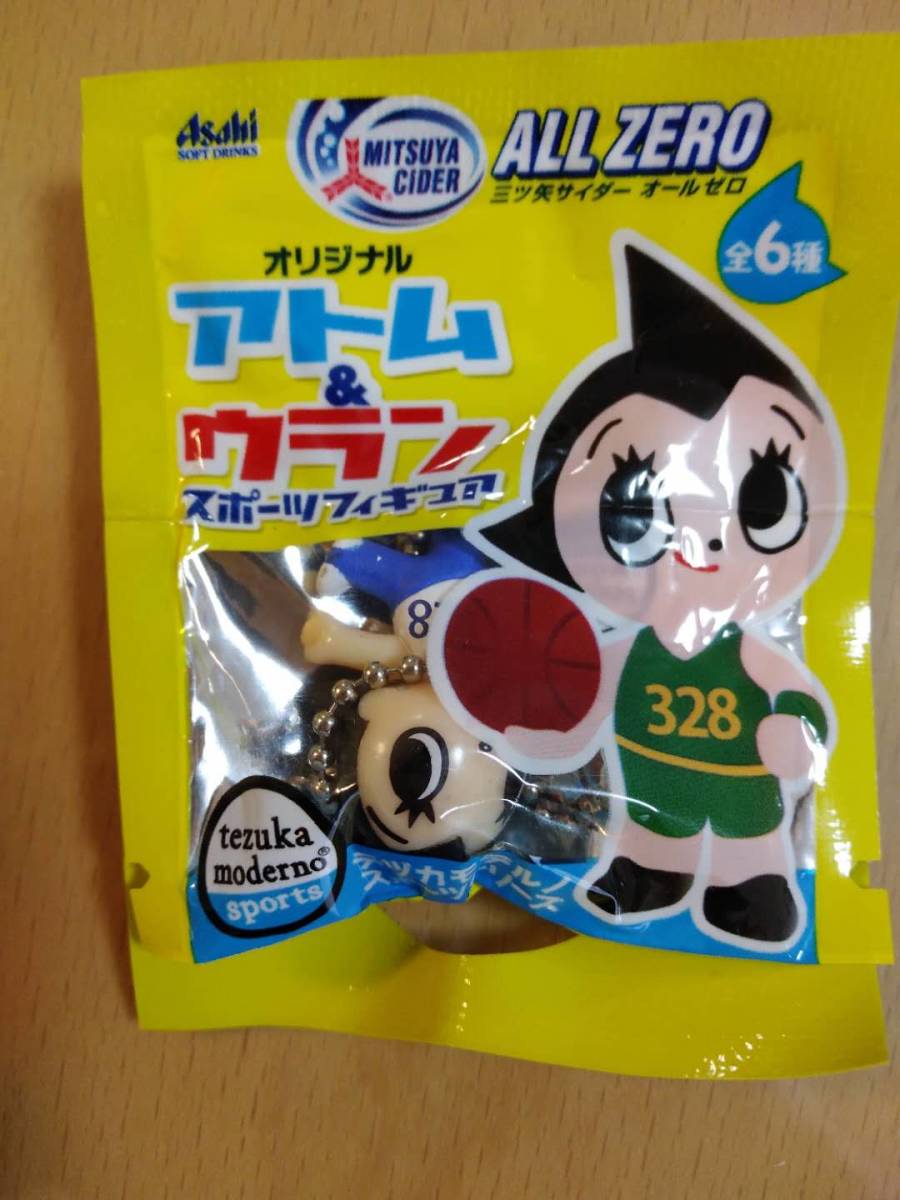 Asahi
SOFT DRINKS
MITSUYA
CIDER
ALL ZERO
三ツ矢サイダー オールゼロ
全6種
オリジナル
アトム
&
ウラン
スポーツフィギュア
328
tezuka
moderno®
sports